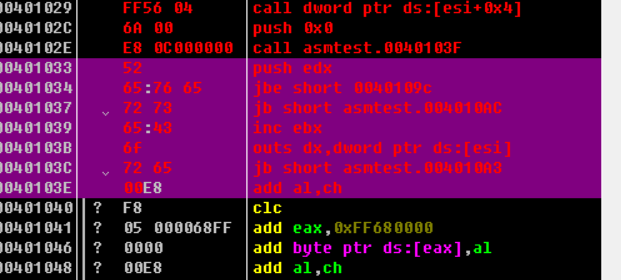 00401029 FF56 04 call dword ptr ds:[esi+0x4]
0040102C 6A 00 push 0x0
0040102E E8 0C000000 call asmtest.0040103F
00401033 52 push edx
00401034 65:76 65 jbe short 0040109c
00401037 72 73 jb short asmtest.004010AC
00401039 65:43 inc ebx
0040103B 6f outs dx,dword ptr ds:[esi]
0040103C 72 65 jb short asmtest.004010A3
0040103E 00E8 add al,ch
00401040 ? F8 clc
00401041 ? 05 000068FF add eax,0xFF680000
00401046 ? 0000 add byte ptr ds:[eax],al
00401048 ? 00E8 add al,ch